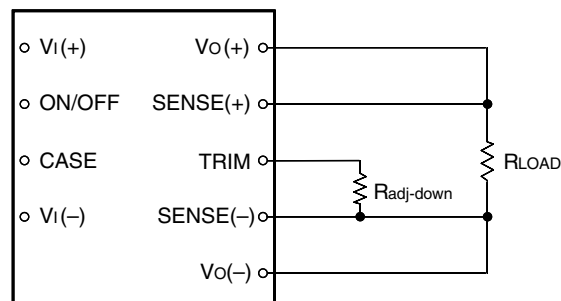 VI(+) VO(+)
ON/OFF SENSE(+)
CASE TRIM RLOAD
Radj-down
VI(–) SENSE(–)
VO(–)